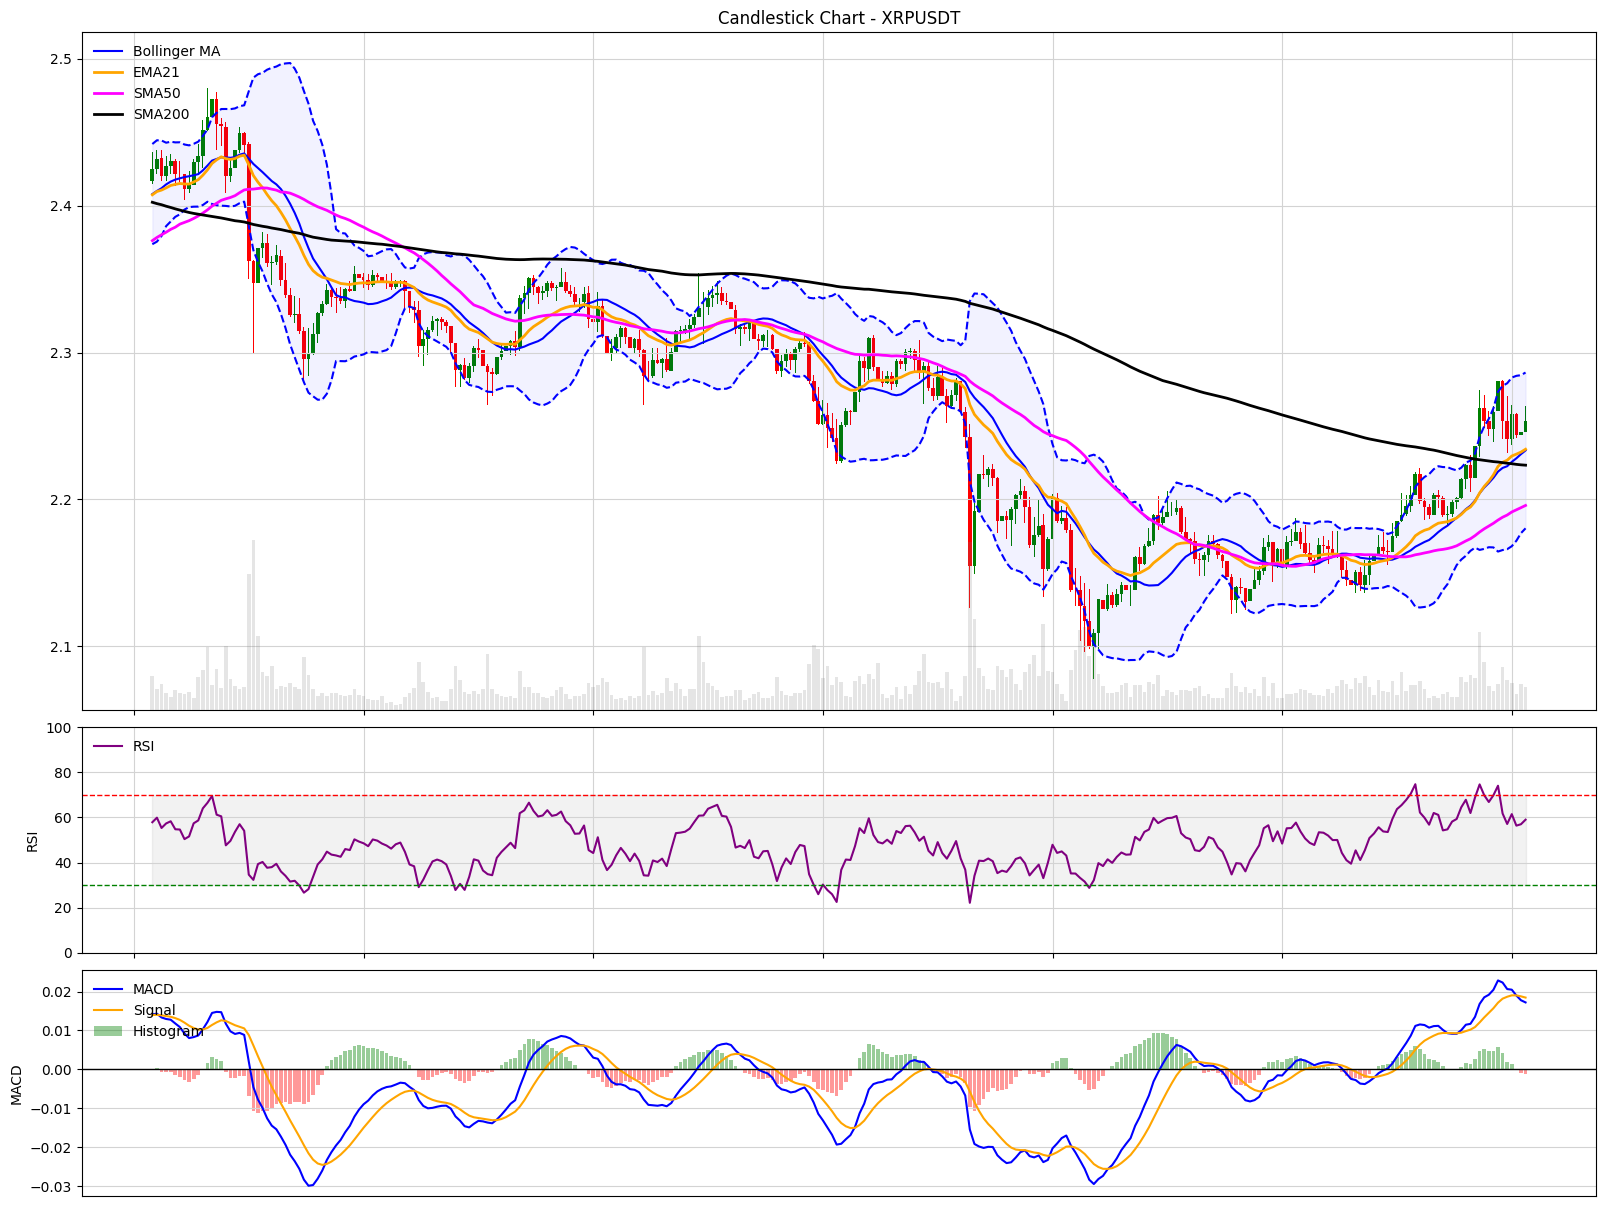 Candlestick Chart - XRPUSDT
Bollinger MA
EMA21
SMA50
SMA200
2.5
2.4
2.3
2.2
2.1
RSI
100
80
60
40
20
0
RSI
MACD
Signal
Histogram
0.02
0.01
0.00
−0.01
−0.02
−0.03
MACD